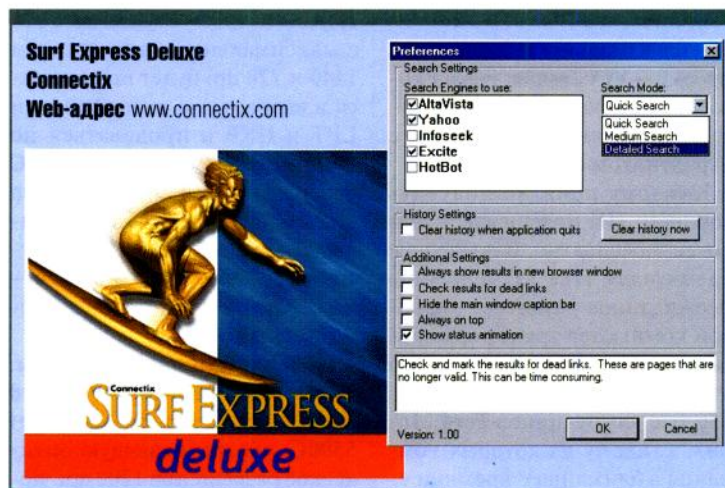 Surf Express Deluxe
Connectix
Web-адрес www.connectix.com
Connectix
SURF EXPRESS
deluxe
Preferences
Search Settings
Search Engines to use:
AltaVista
Yahoo
Infoseek
Excite
HotBot
Search Mode:
Quick Search
Quick Search
Medium Search
Detailed Search
History Settings
Clear history when application quits
Clear history now
Additional Settings
Always show results in new browser window
Check results for dead links
Hide the main window caption bar
Always on top
Show status animation
Check and mark the results for dead links. These are pages that are
no longer valid. This can be time consuming.
Version: 1.00
OK
Cancel